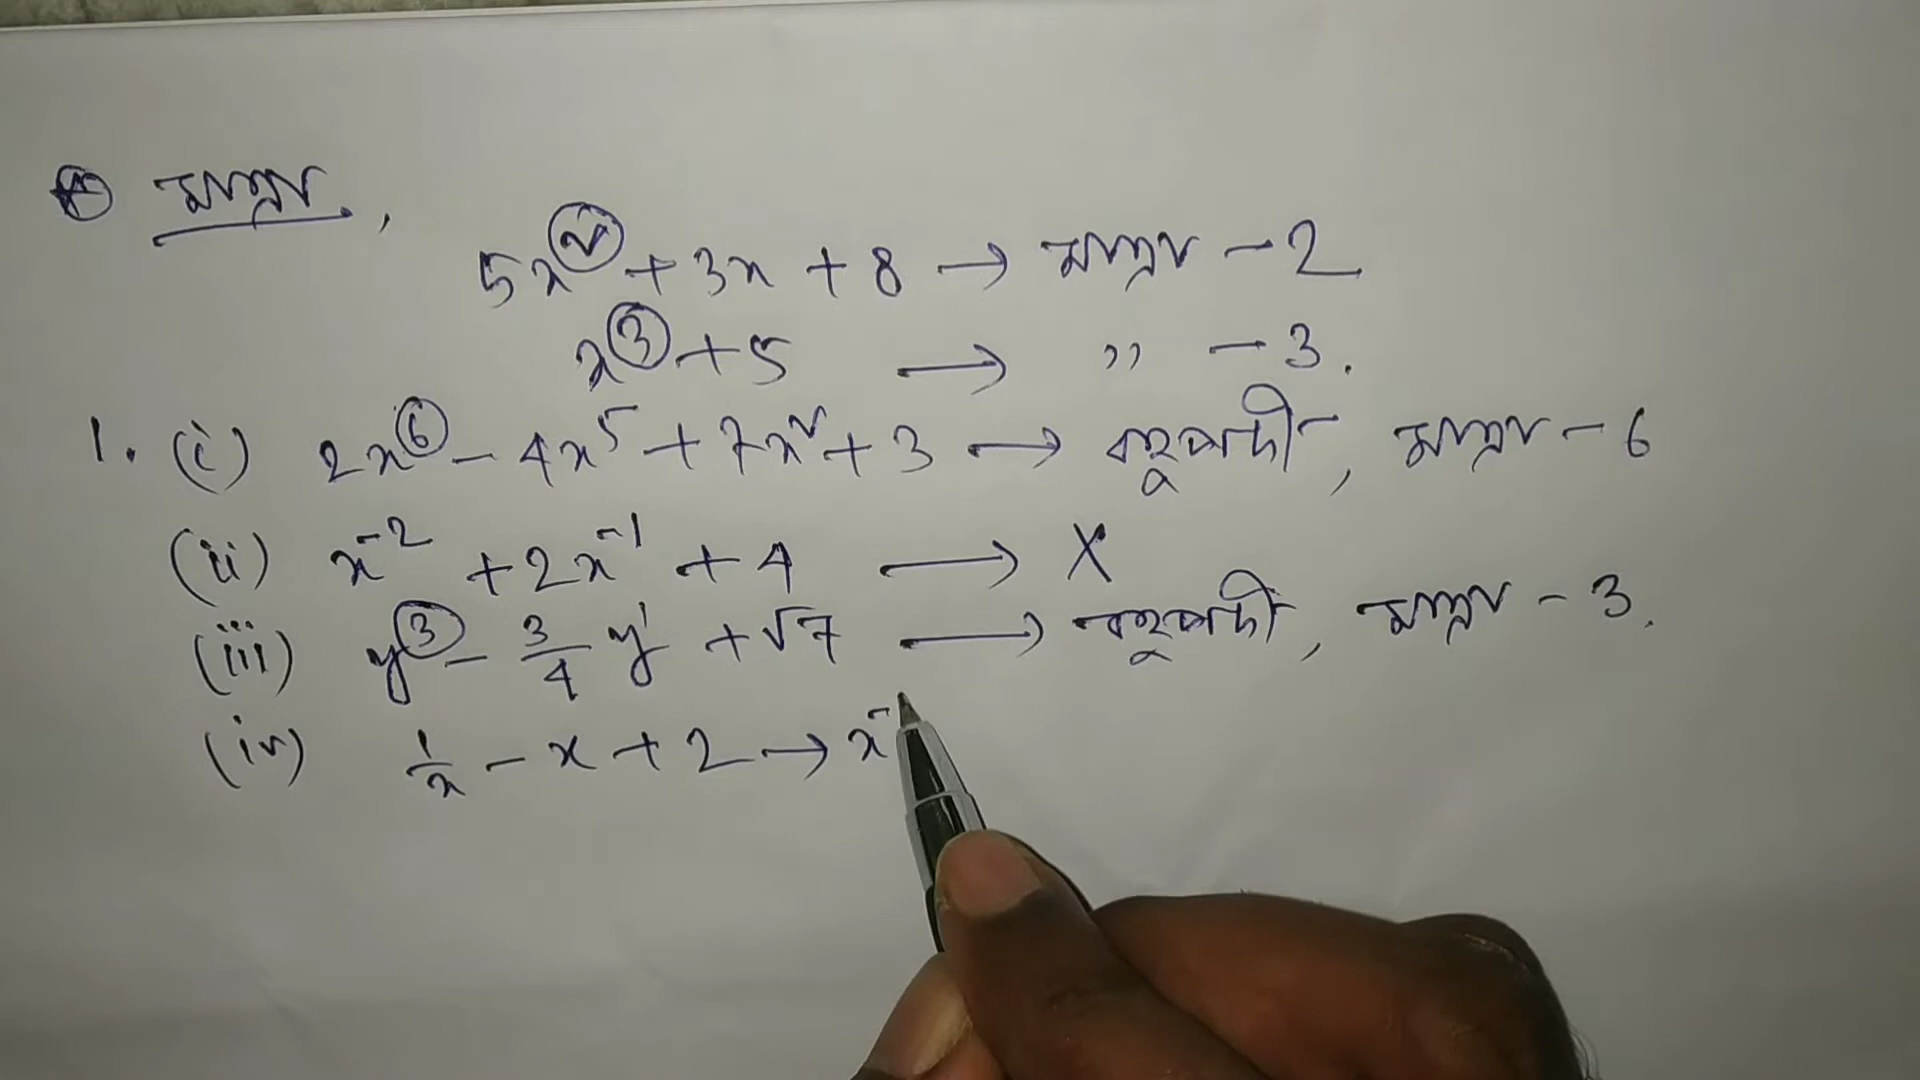 মাত্রা,
5x² + 3x + 8 → মাত্রা - 2
x³ + 5 → ,, - 3.
1. (i) 2x⁶ - 4x⁵ + 7x² + 3 → বহুপদী, মাত্রা - 6
(ii) x⁻² + 2x⁻¹ + 4 → X
(iii) y³ - 3/4 y¹ + √7 → বহুপদী, মাত্রা - 3.
(iv) 1/x - x + 2 → x⁻